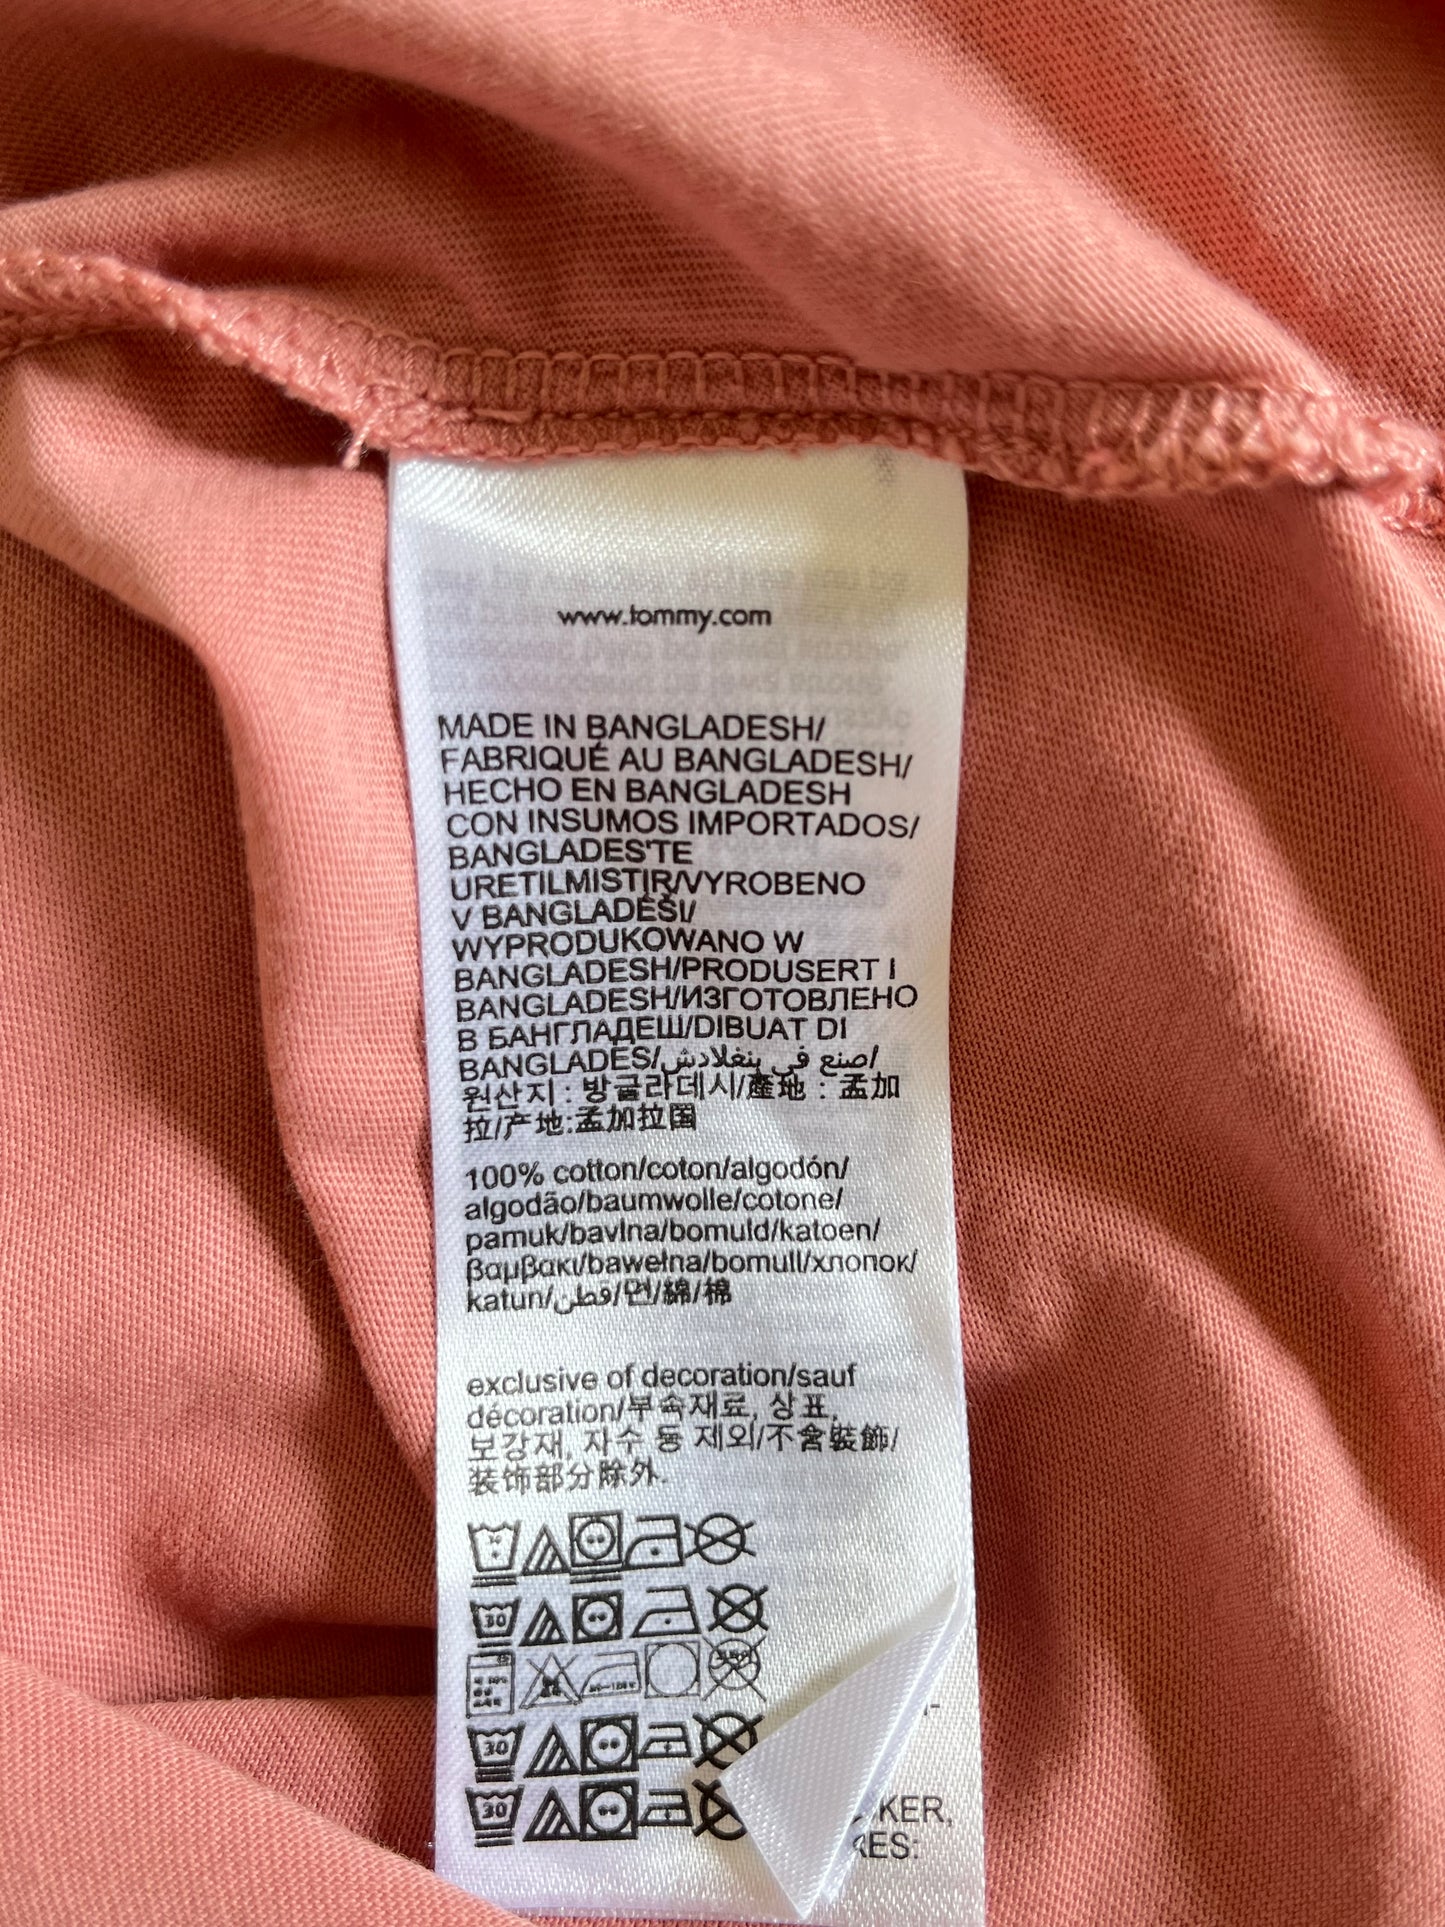 www.tommy.com
MADE IN BANGLADESH/
FABRIQUÉ AU BANGLADESH/
HECHO EN BANGLADESH
CON INSUMOS IMPORTADOS/
BANGLADES'TE
URETILMISTIR/VYROBENO
V BANGLADÉŠI/
WYPRODUKOWANO W
BANGLADESH/PRODUSERT I
BANGLADESH/ИЗГОТОВЛЕНО
В БАНГЛАДЕШ/DIBUAT DI
BANGLADES/صنع في بنغلادش/
원산지 : 방글라데시/產地 : 孟加
拉/产地:孟加拉国
100% cotton/coton/algodón/
algodão/baumwolle/cotone/
pamuk/bavlna/bomuld/katoen/
βαμβακι/bawełna/bomull/хлопок/
katun/قطن/면/綿/棉
exclusive of decoration/sauf
décoration/부속재료, 상표,
보강재, 자수 등 제외/不含裝飾/
装饰部分除外.
30
30
30
KER,
RES: